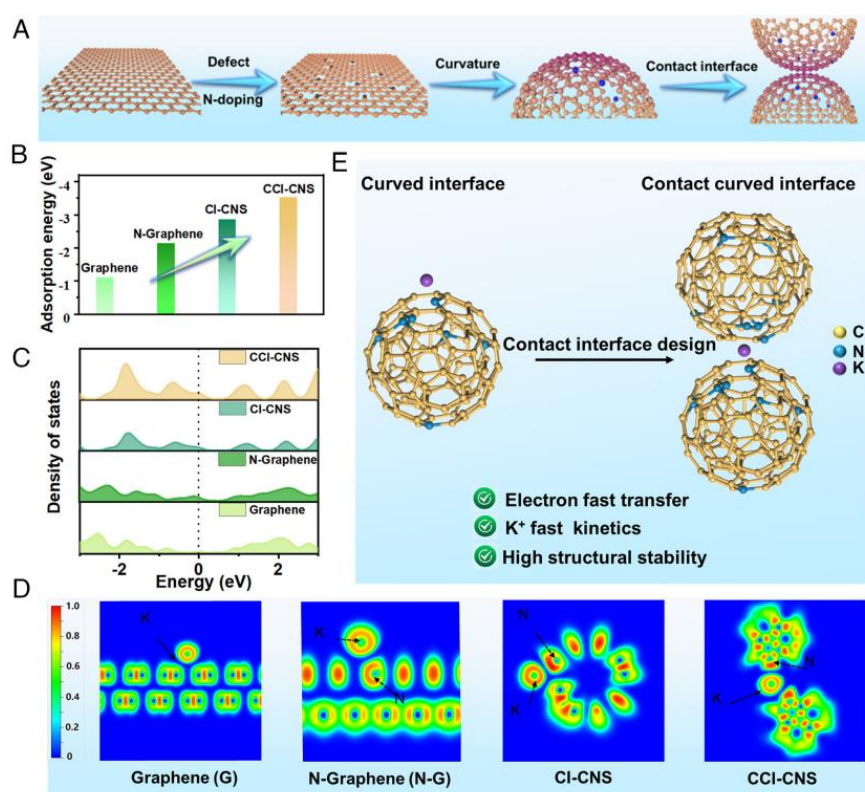 A
Defect
N-doping
Curvature
Contact interface
B
Adsorption energy (eV)
-4
-3
-2
-1
0
Graphene
N-Graphene
CI-CNS
CCI-CNS
C
Density of states
CCI-CNS
CI-CNS
N-Graphene
Graphene
-2
0
2
Energy (eV)
E
Curved interface
Contact curved interface
Contact interface design
C
N
K
Electron fast transfer
K⁺ fast kinetics
High structural stability
D
1.0
0.8
0.6
0.4
0.2
0
K
Graphene (G)
K
N
N-Graphene (N-G)
N
K
CI-CNS
N
K
CCI-CNS